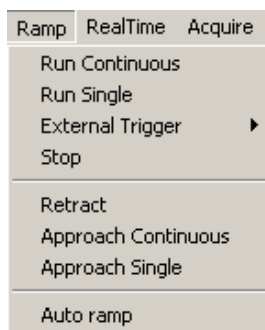 Ramp RealTime Acquire
Run Continuous
Run Single
External Trigger
Stop
Retract
Approach Continuous
Approach Single
Auto ramp